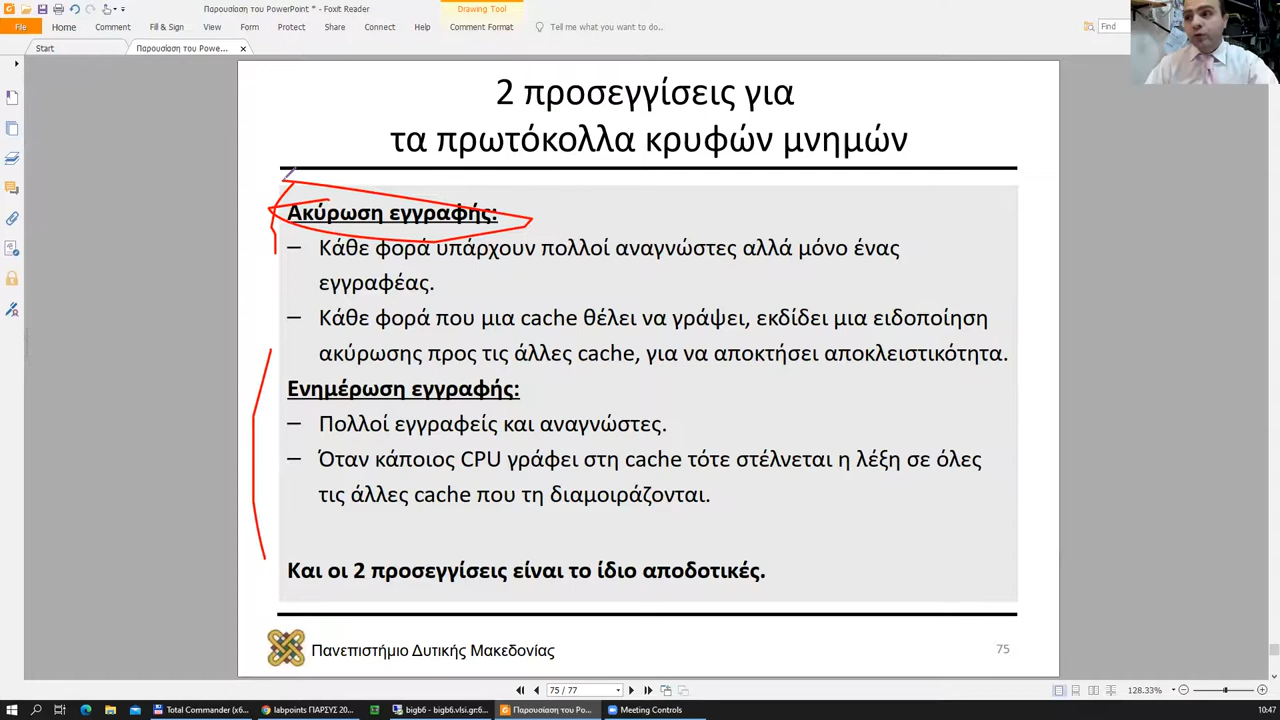 Παρουσίαση του PowerPoint * - Foxit Reader
Drawing Tool
File Home Comment Fill & Sign View Form Protect Share Connect Help Comment Format Tell me what you want to do... Find
Start Παρουσίαση του Powe...
2 προσεγγίσεις για
τα πρωτόκολλα κρυφών μνημών
Ακύρωση εγγραφής:
– Κάθε φορά υπάρχουν πολλοί αναγνώστες αλλά μόνο ένας
εγγραφέας.
– Κάθε φορά που μια cache θέλει να γράψει, εκδίδει μια ειδοποίηση
ακύρωσης προς τις άλλες cache, για να αποκτήσει αποκλειστικότητα.
Ενημέρωση εγγραφής:
– Πολλοί εγγραφείς και αναγνώστες.
– Όταν κάποιος CPU γράφει στη cache τότε στέλνεται η λέξη σε όλες
τις άλλες cache που τη διαμοιράζονται.
Και οι 2 προσεγγίσεις είναι το ίδιο αποδοτικές.
Πανεπιστήμιο Δυτικής Μακεδονίας
75
75 / 77
128.33%
Total Commander (x6... labpoints ΠΑΡΣΥΣ 20... bigb6 - bigb6.vlsi.gr:6... Παρουσίαση του Po... Meeting Controls 10:47